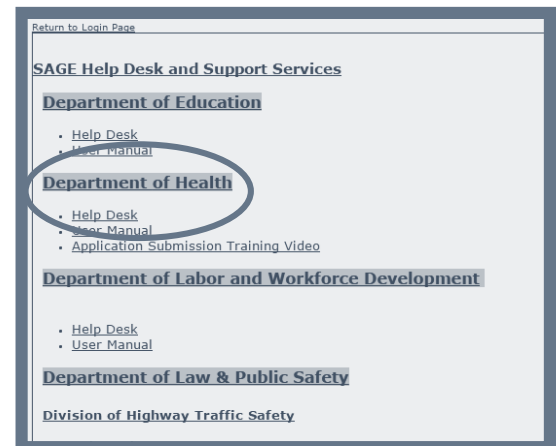 Return to Login Page
SAGE Help Desk and Support Services
Department of Education
Help Desk
User Manual
Department of Health
Help Desk
User Manual
Application Submission Training Video
Department of Labor and Workforce Development
Help Desk
User Manual
Department of Law & Public Safety
Division of Highway Traffic Safety